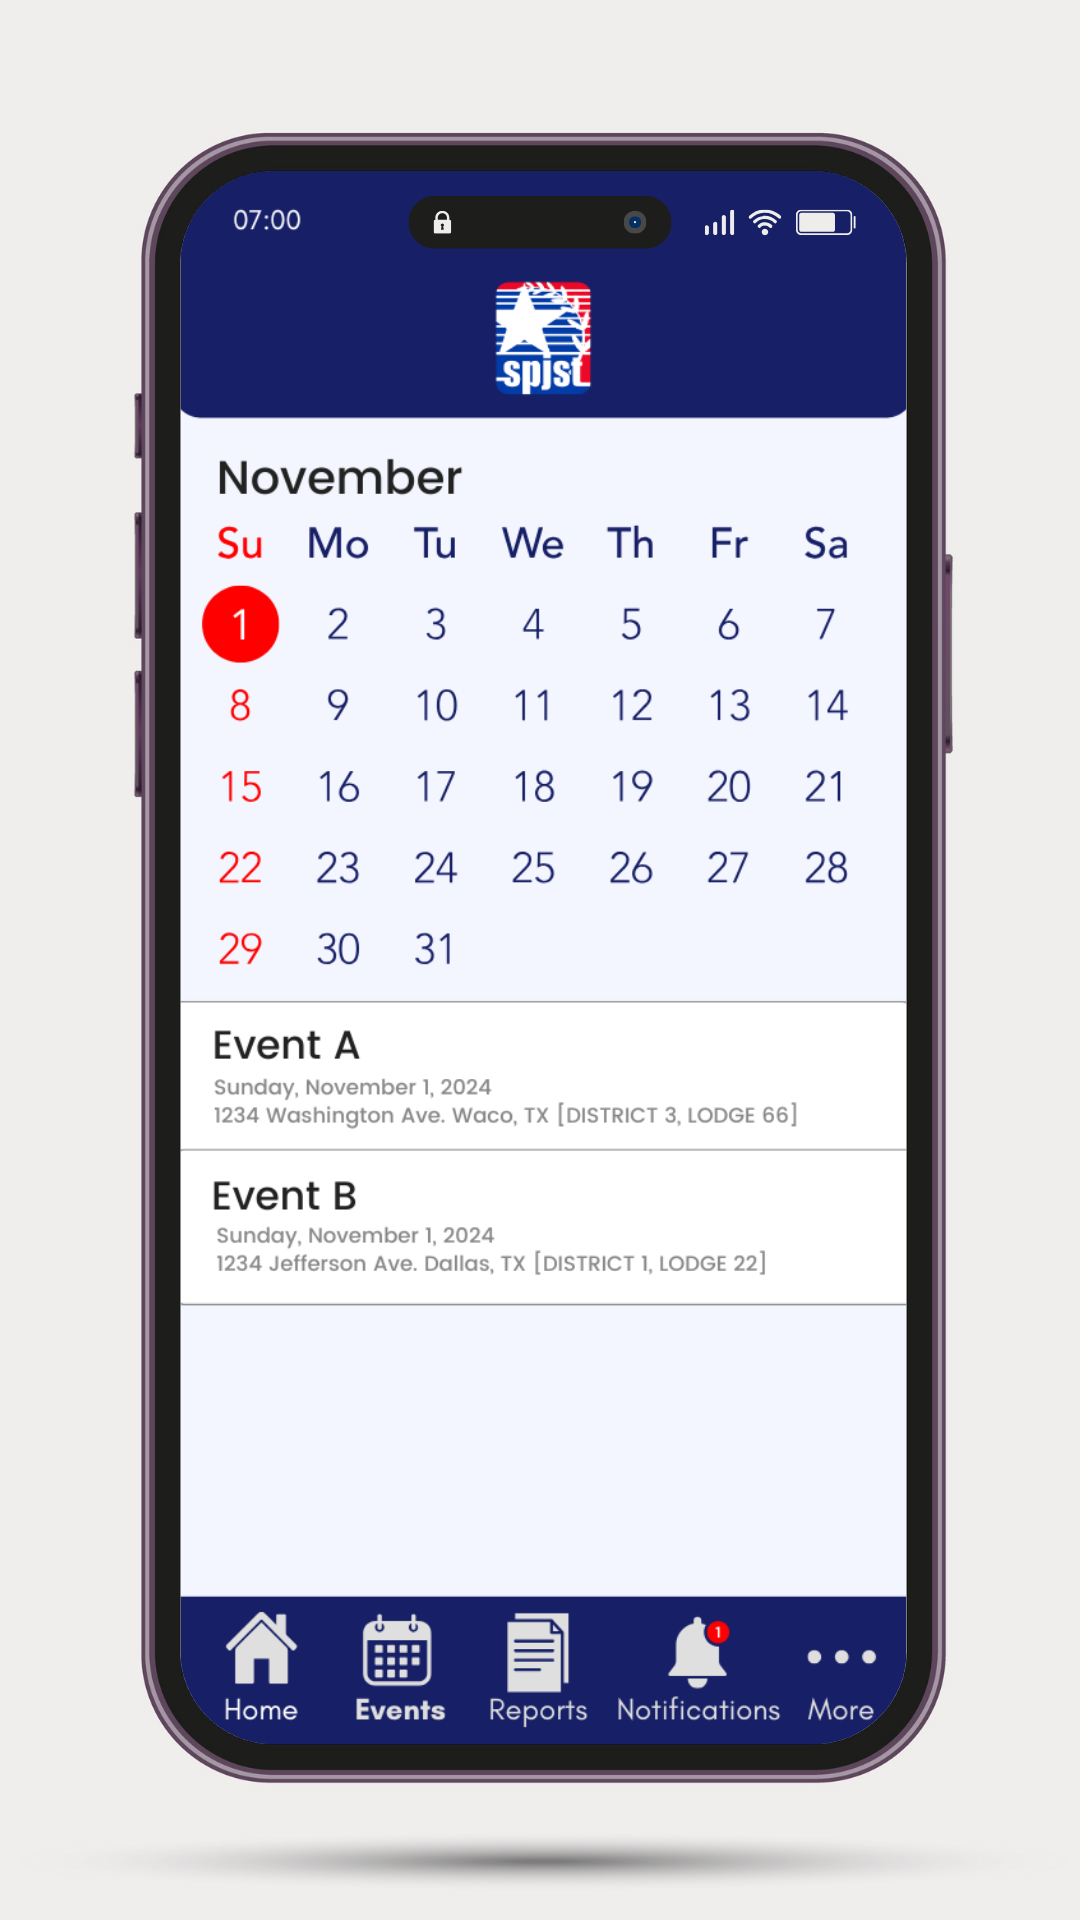 07:00
spjst
November
Su Mo Tu We Th Fr Sa
1 2 3 4 5 6 7
8 9 10 11 12 13 14
15 16 17 18 19 20 21
22 23 24 25 26 27 28
29 30 31
Event A
Sunday, November 1, 2024
1234 Washington Ave. Waco, TX [DISTRICT 3, LODGE 66]
Event B
Sunday, November 1, 2024
1234 Jefferson Ave. Dallas, TX [DISTRICT 1, LODGE 22]
1
Home Events Reports Notifications More